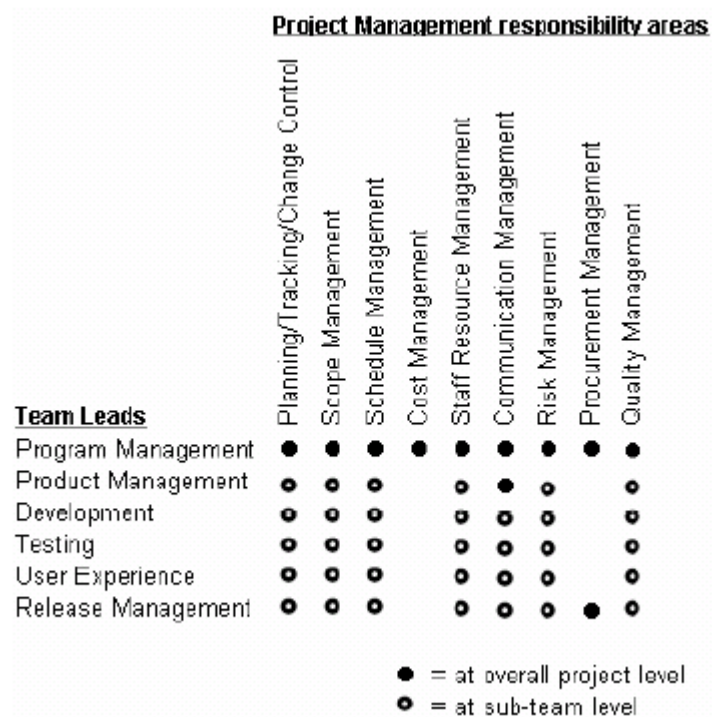 Project Management responsibility areas
Planning/Tracking/Change Control
Scope Management
Schedule Management
Cost Management
Staff Resource Management
Communication Management
Risk Management
Procurement Management
Quality Management
Team Leads
Program Management
Product Management
Development
Testing
User Experience
Release Management
= at overall project level
= at sub-team level